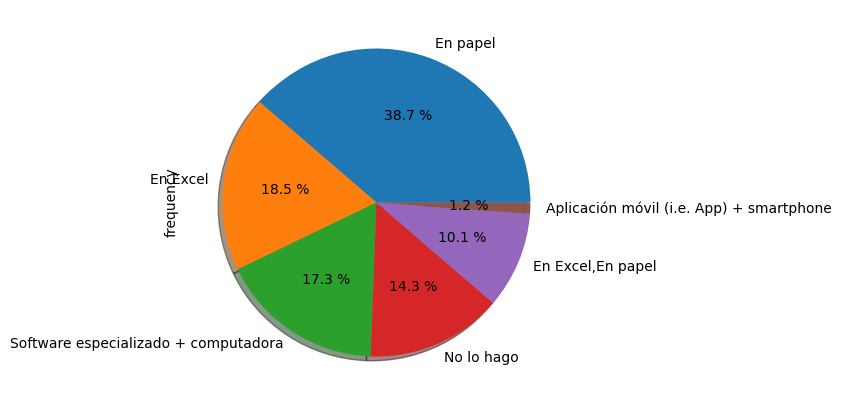 En papel
38.7 %
En Excel
18.5 %
frequency
1.2 %
Aplicación móvil (i.e. App) + smartphone
10.1 %
En Excel,En papel
17.3 %
14.3 %
Software especializado + computadora
No lo hago